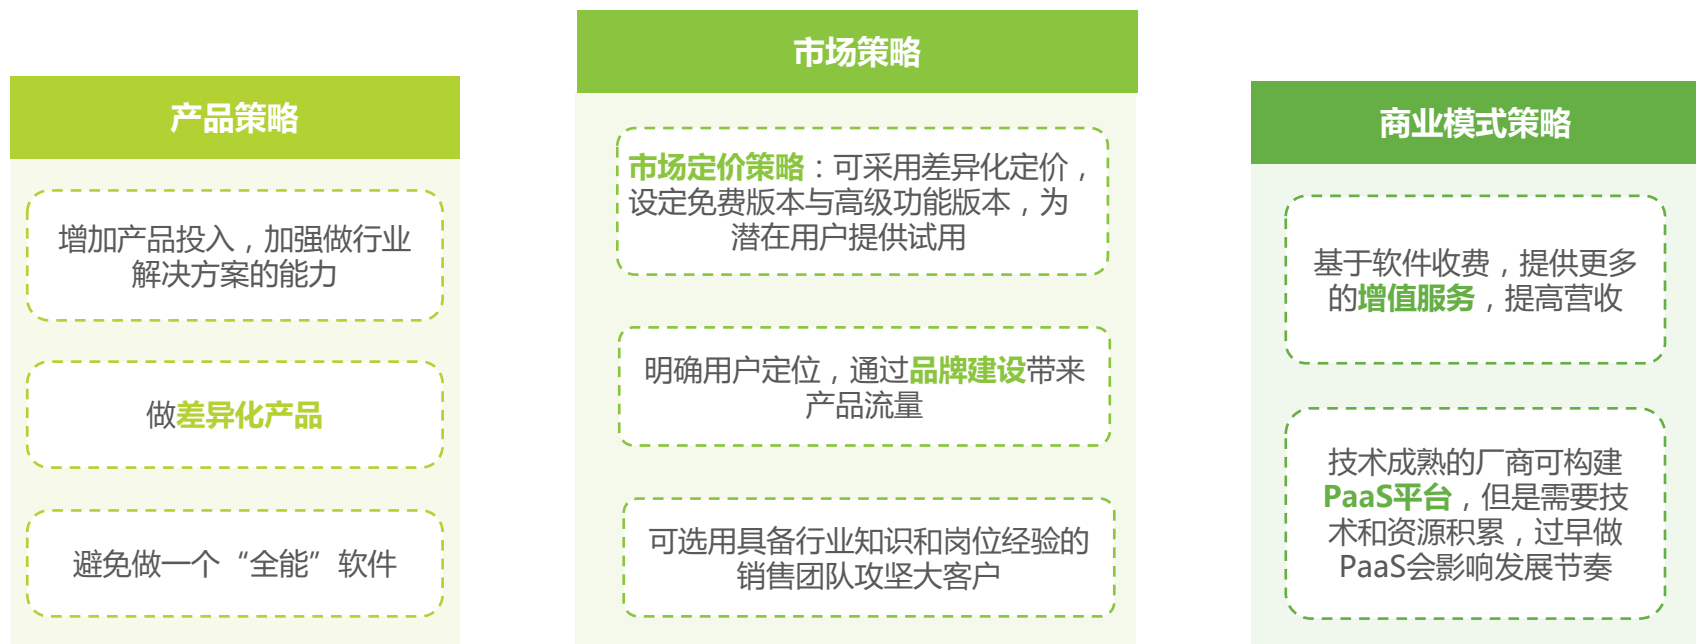 产品策略
增加产品投入，加强做行业
解决方案的能力
做差异化产品
避免做一个“全能”软件
市场策略
市场定价策略：可采用差异化定价，
设定免费版本与高级功能版本，为
潜在用户提供试用
明确用户定位，通过品牌建设带来
产品流量
可选用具备行业知识和岗位经验的
销售团队攻坚大客户
商业模式策略
基于软件收费，提供更多
的增值服务，提高营收
技术成熟的厂商可构建
PaaS平台，但是需要技
术和资源积累，过早做
PaaS会影响发展节奏